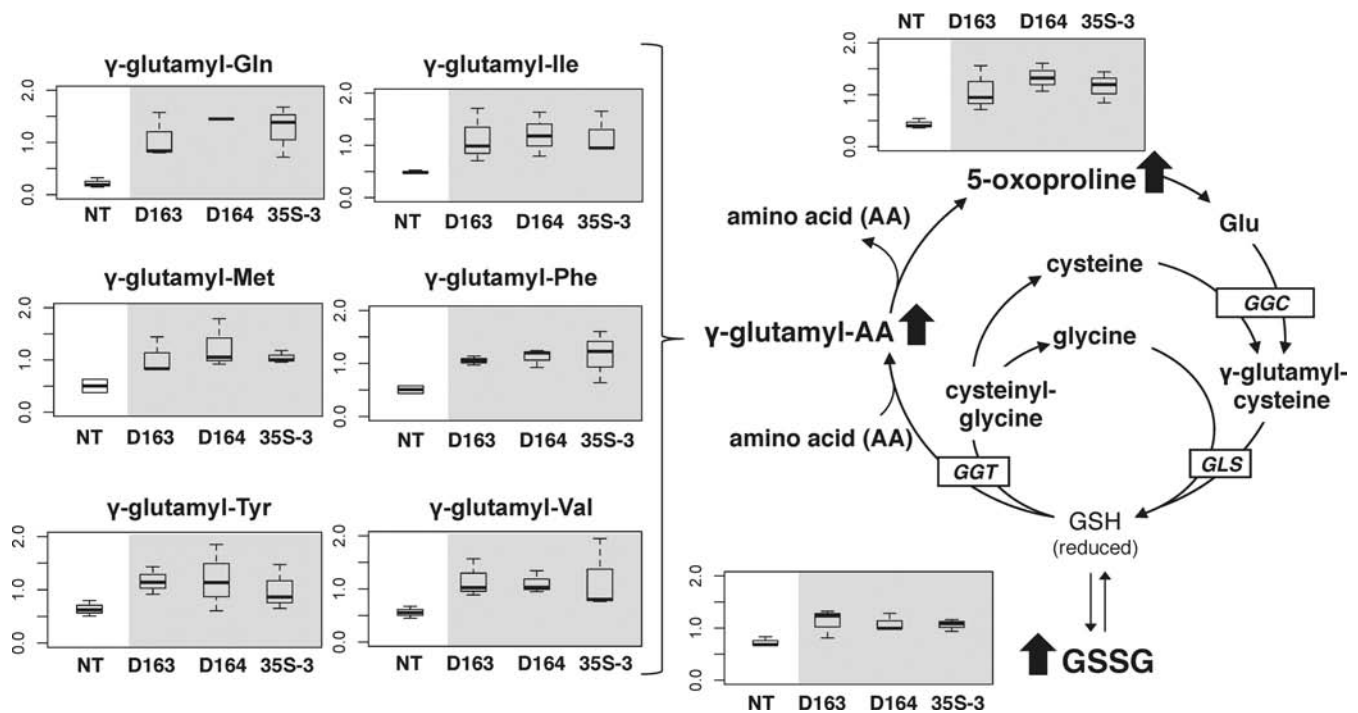 γ-glutamyl-Gln
2.0
1.0
0.0
NT D163 D164 35S-3
γ-glutamyl-Ile
2.0
1.0
0.0
NT D163 D164 35S-3
γ-glutamyl-Met
2.0
1.0
0.0
NT D163 D164 35S-3
γ-glutamyl-Phe
2.0
1.0
0.0
NT D163 D164 35S-3
γ-glutamyl-Tyr
2.0
1.0
0.0
NT D163 D164 35S-3
γ-glutamyl-Val
2.0
1.0
0.0
NT D163 D164 35S-3
NT D163 D164 35S-3
2.0
1.0
0.0
5-oxoproline
amino acid (AA)
Glu
cysteine
GGC
γ-glutamyl-AA
glycine
γ-glutamyl-
cysteine
cysteinyl-
glycine
amino acid (AA)
GGT
GLS
GSH
(reduced)
2.0
1.0
0.0
NT D163 D164 35S-3
GSSG